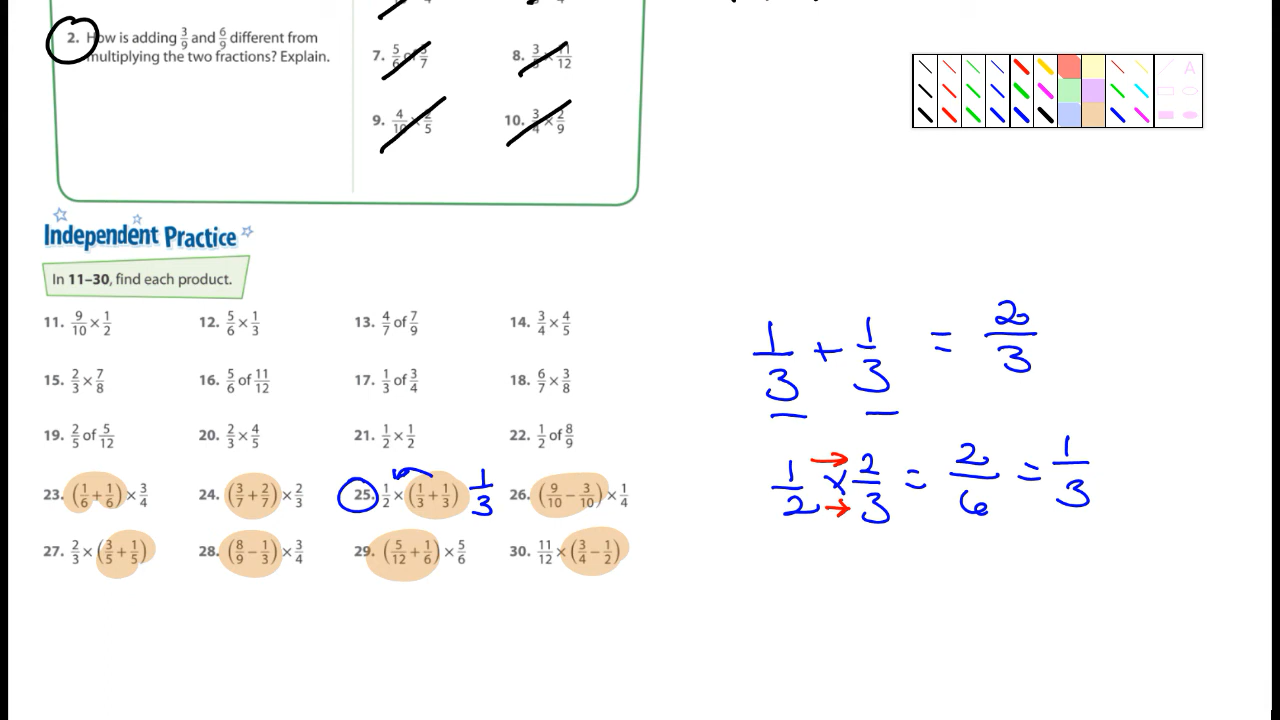 2. How is adding 3/9 and 6/9 different from
multiplying the two fractions? Explain.
7. 5/6 of 3/7
8. × 11/12
9. 4/10 × 2/5
10. 3/4 × 2/9
Independent Practice
In 11–30, find each product.
11. 9/10 × 1/2
12. 5/6 × 1/3
13. 4/7 of 7/9
14. 3/4 × 4/5
15. 2/3 × 7/8
16. 5/6 of 11/12
17. 1/3 of 3/4
18. 6/7 × 3/8
19. 2/5 of 5/12
20. 2/3 × 4/5
21. 1/2 × 1/2
22. 1/2 of 8/9
23. (1/6 + 1/6) × 3/4
24. (3/7 + 2/7) × 2/3
25. 1/2 × (1/3 + 1/3) 1/3
26. (9/10 − 3/10) × 1/4
27. 2/3 × (3/5 + 1/5)
28. (8/9 − 1/3) × 3/4
29. (5/12 + 1/6) × 5/6
30. 11/12 × (3/4 − 1/2)
1/3 + 1/3 = 2/3
1/2 × 2/3 = 2/6 = 1/3
A